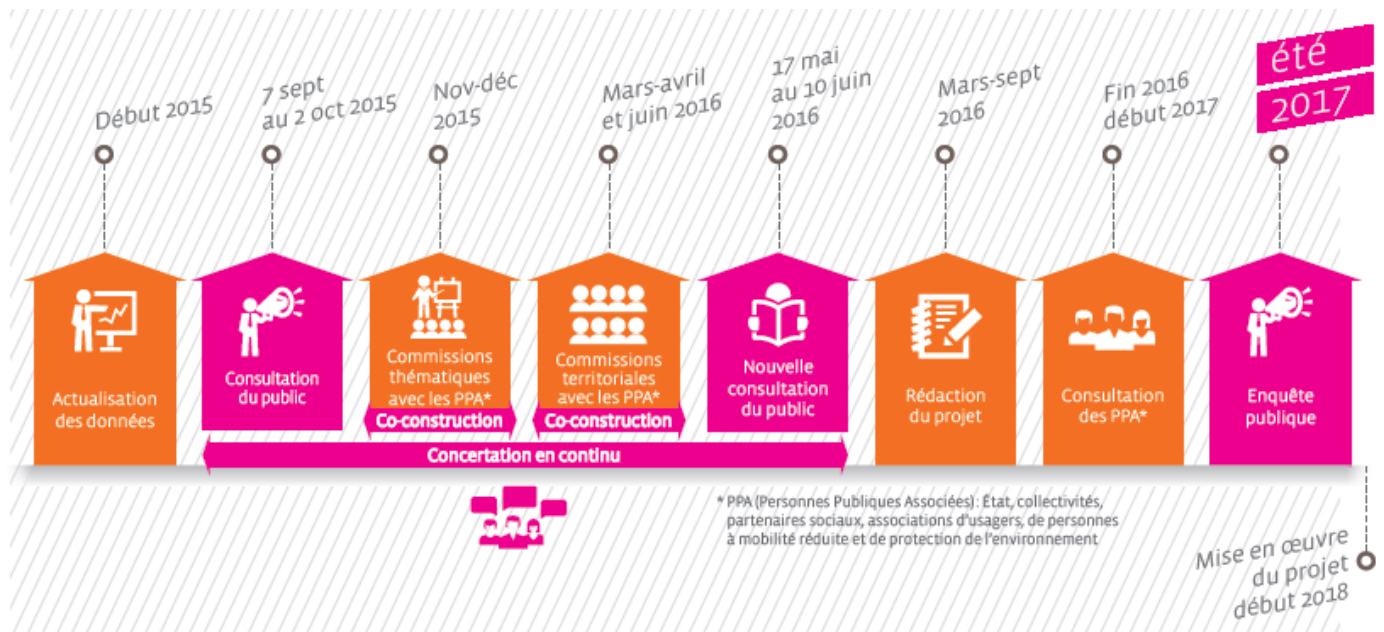 Début 2015
7 sept
au 2 oct 2015
Nov-déc
2015
Mars-avril
et juin 2016
17 mai
au 10 juin
2016
Mars-sept
2016
Fin 2016
début 2017
été
2017
Actualisation
des données
Consultation
du public
Commissions
thématiques
avec les PPA*
Co-construction
Commissions
territoriales
avec les PPA*
Co-construction
Nouvelle
consultation
du public
Rédaction
du projet
Consultation
des PPA*
Enquête
publique
Concertation en continu
* PPA (Personnes Publiques Associées) : État, collectivités,
partenaires sociaux, associations d'usagers, de personnes
à mobilité réduite et de protection de l'environnement
Mise en œuvre
du projet
début 2018